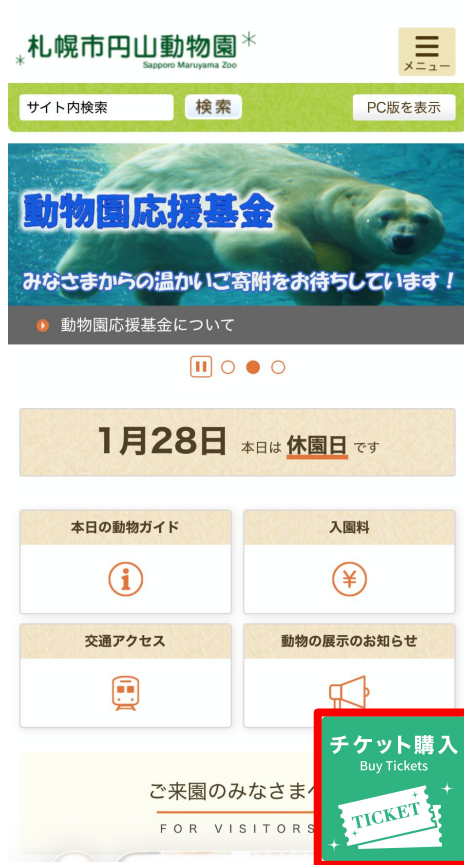 札幌市円山動物園
Sapporo Maruyama Zoo
メニュー
サイト内検索
検索
PC版を表示
動物園応援基金
みなさまからの温かいご寄附をお待ちしています！
動物園応援基金について
1月28日 本日は 休園日 です
本日の動物ガイド
入園料
交通アクセス
動物の展示のお知らせ
チケット購入
Buy Tickets
TICKET
ご来園のみなさま
FOR VISITORS